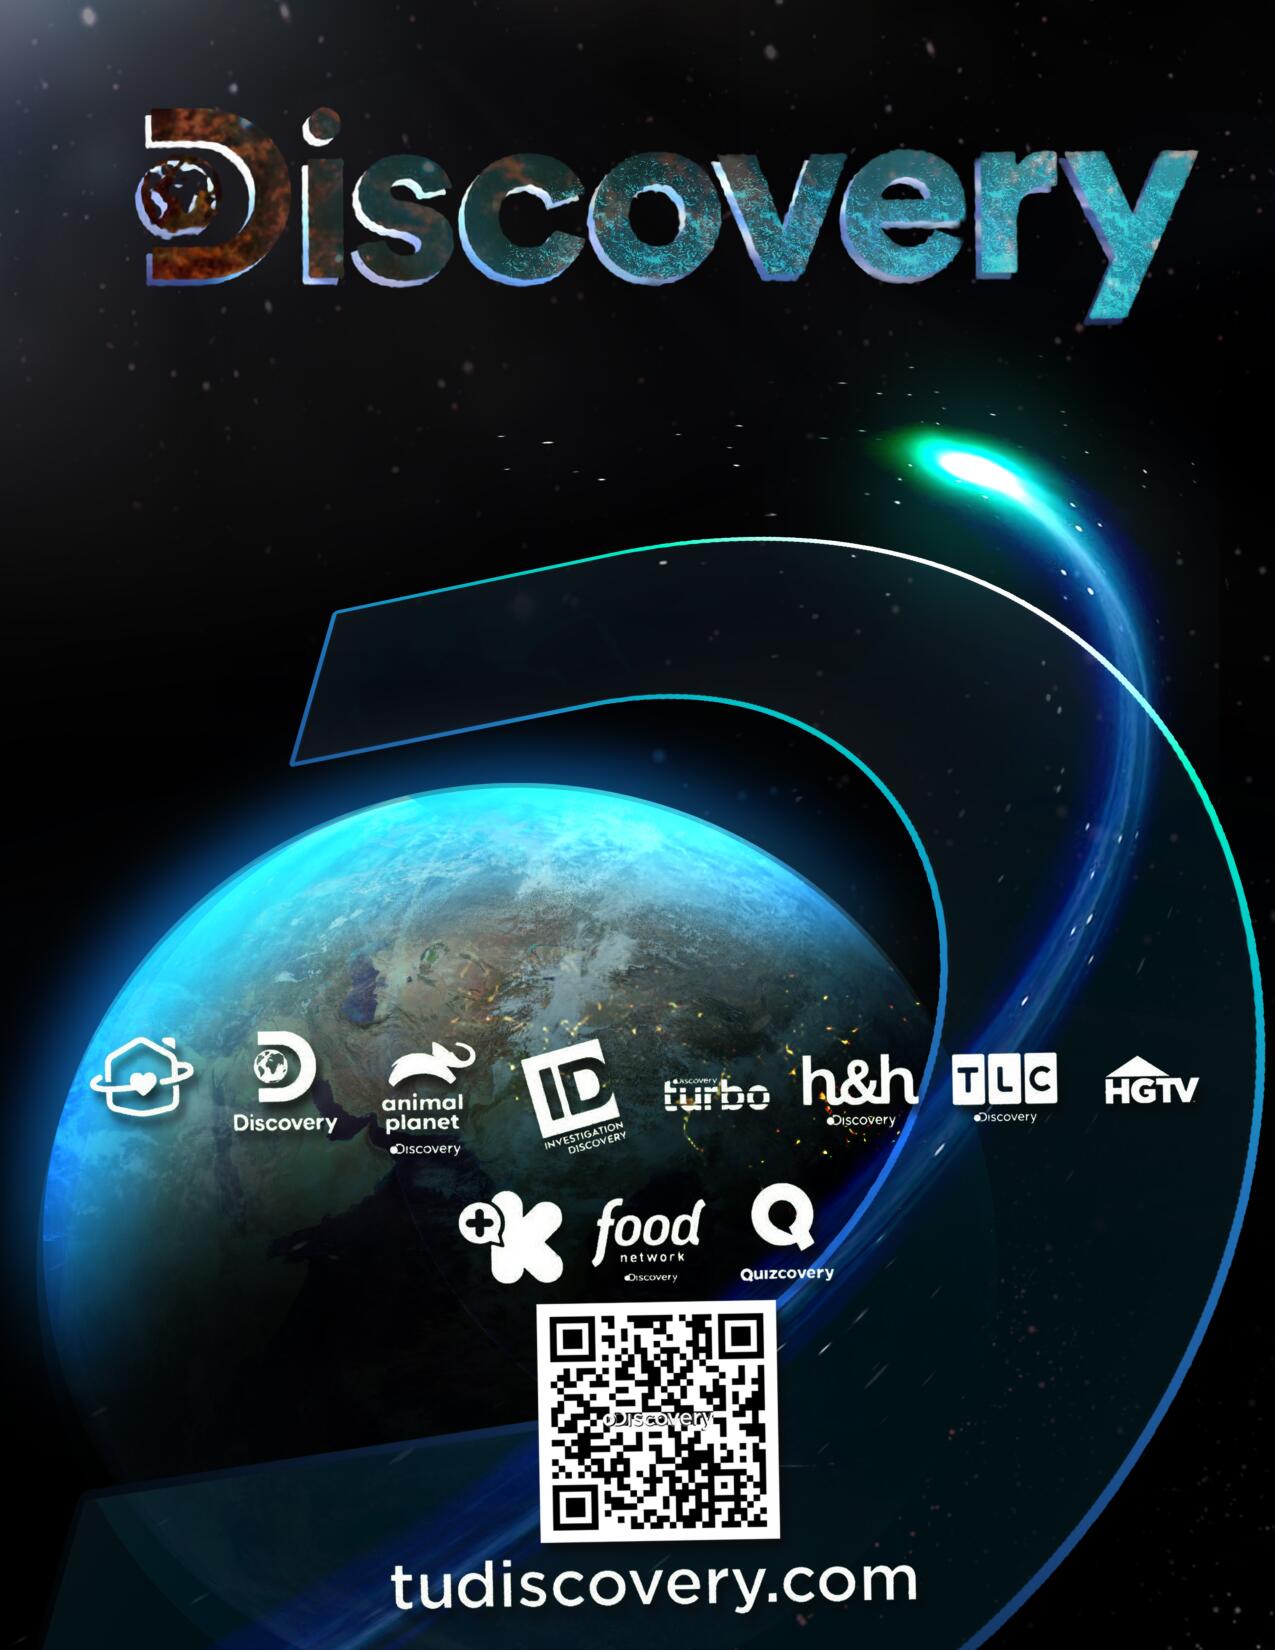 Discovery
Discovery
animal
planet
Discovery
ID
INVESTIGATION
DISCOVERY
Discovery
turbo
h&h
Discovery
TLC
Discovery
HGTV
K
food
network
Discovery
Q
Quizcovery
Discovery
tudiscovery.com